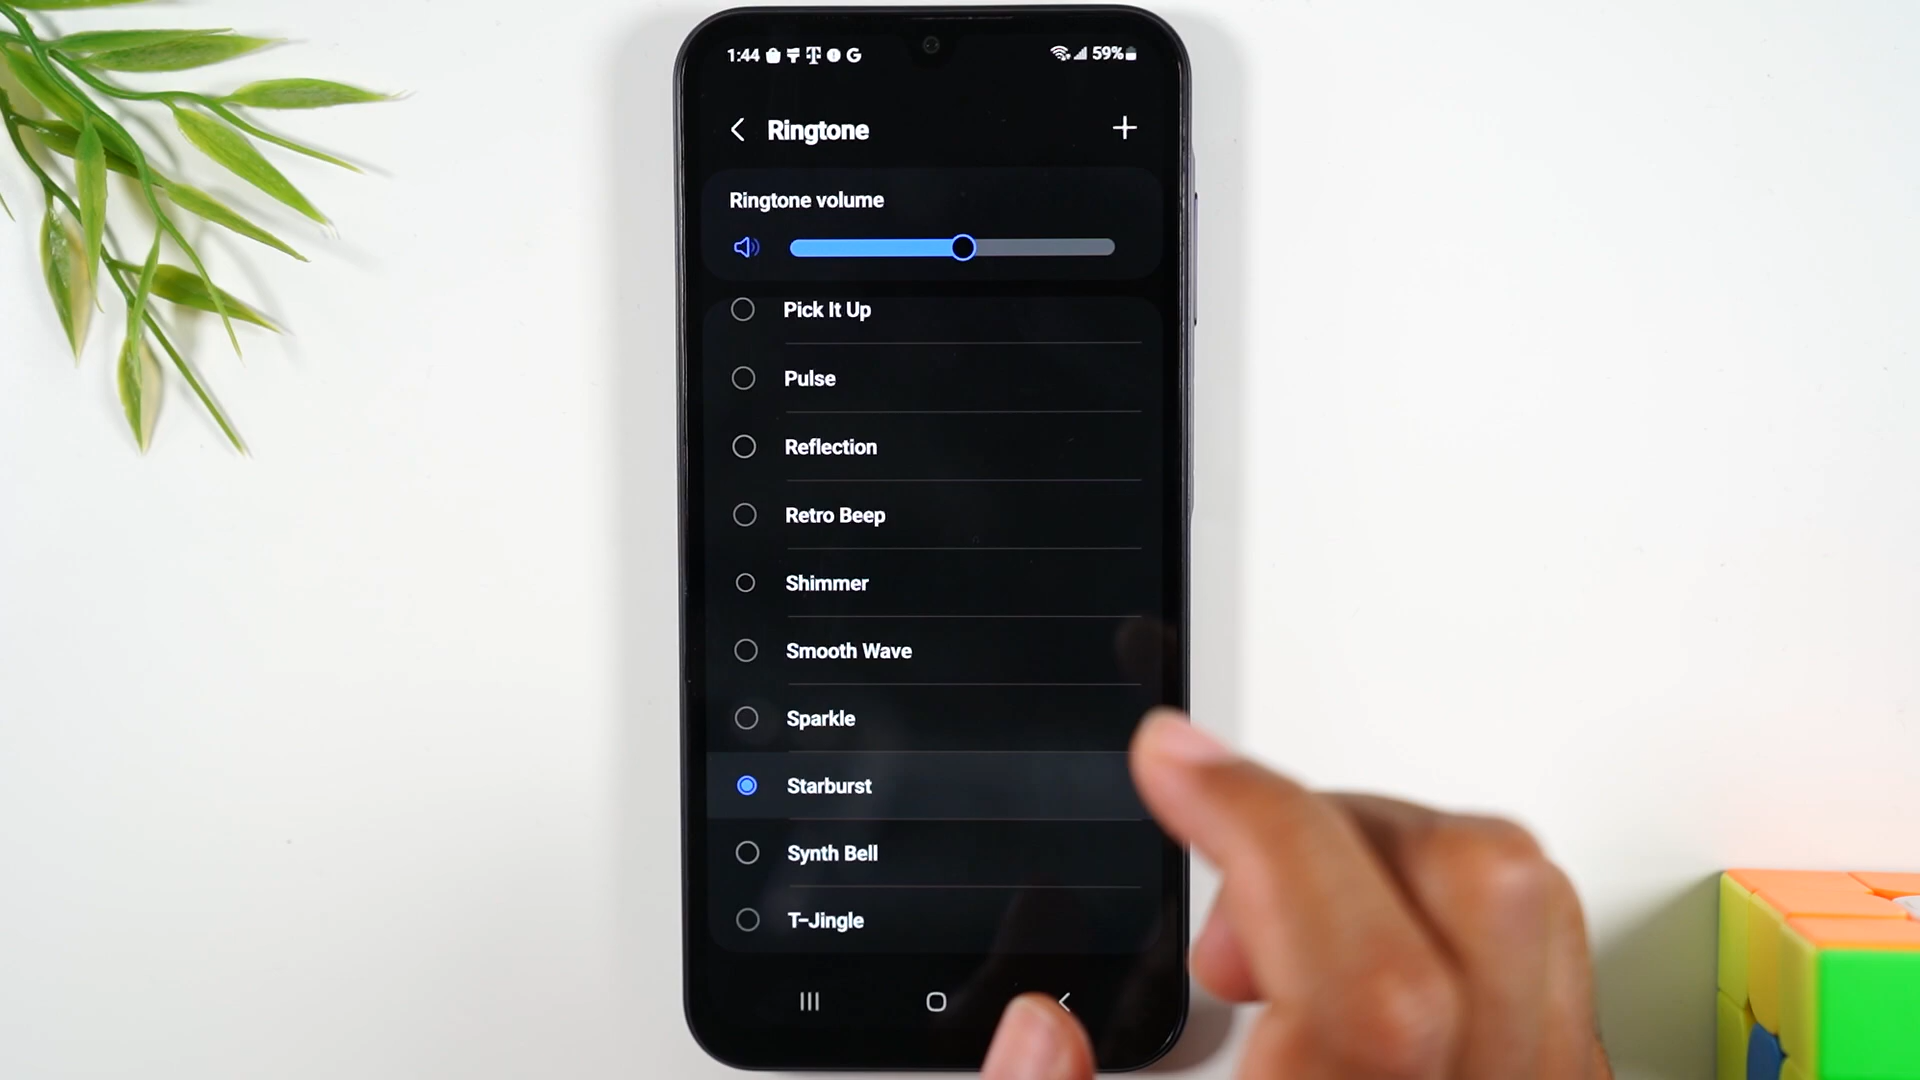 1:44 G 59%
Ringtone
Ringtone volume
Pick It Up
Pulse
Reflection
Retro Beep
Shimmer
Smooth Wave
Sparkle
Starburst
Synth Bell
T-Jingle